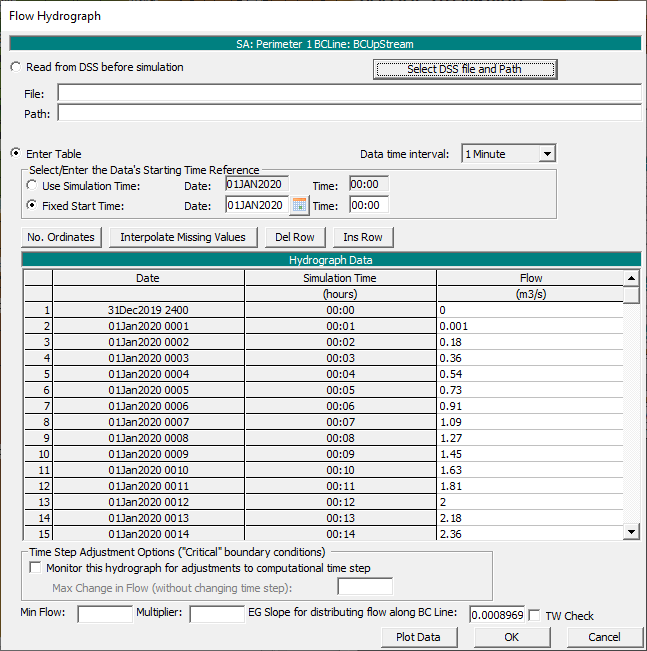 Flow Hydrograph
SA: Perimeter 1 BCLine: BCUpStream
Read from DSS before simulation
Select DSS file and Path
File:
Path:
Enter Table
Data time interval:
1 Minute
Select/Enter the Data's Starting Time Reference
Use Simulation Time: Date: 01JAN2020 Time: 00:00
Fixed Start Time: Date: 01JAN2020 Time: 00:00
No. Ordinates Interpolate Missing Values Del Row Ins Row
Hydrograph Data
Date Simulation Time Flow
(hours) (m3/s)
1 31Dec2019 2400 00:00 0
2 01Jan2020 0001 00:01 0.001
3 01Jan2020 0002 00:02 0.18
4 01Jan2020 0003 00:03 0.36
5 01Jan2020 0004 00:04 0.54
6 01Jan2020 0005 00:05 0.73
7 01Jan2020 0006 00:06 0.91
8 01Jan2020 0007 00:07 1.09
9 01Jan2020 0008 00:08 1.27
10 01Jan2020 0009 00:09 1.45
11 01Jan2020 0010 00:10 1.63
12 01Jan2020 0011 00:11 1.81
13 01Jan2020 0012 00:12 2
14 01Jan2020 0013 00:13 2.18
15 01Jan2020 0014 00:14 2.36
Time Step Adjustment Options ("Critical" boundary conditions)
Monitor this hydrograph for adjustments to computational time step
Max Change in Flow (without changing time step):
Min Flow: Multiplier: EG Slope for distributing flow along BC Line: 0.0008969 TW Check
Plot Data OK Cancel